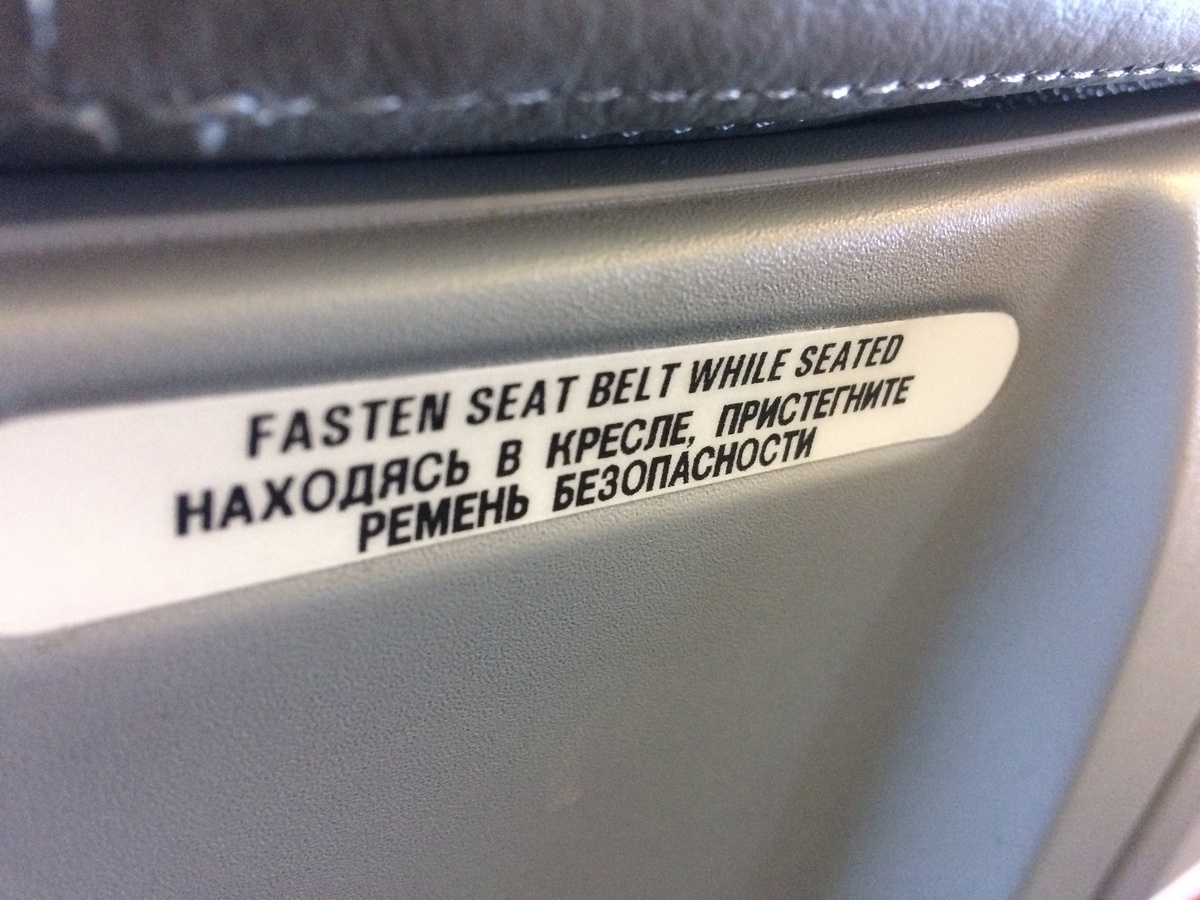 FASTEN SEAT BELT WHILE SEATED
НАХОДЯСЬ В КРЕСЛЕ, ПРИСТЕГНИТЕ
РЕМЕНЬ БЕЗОПАСНОСТИ